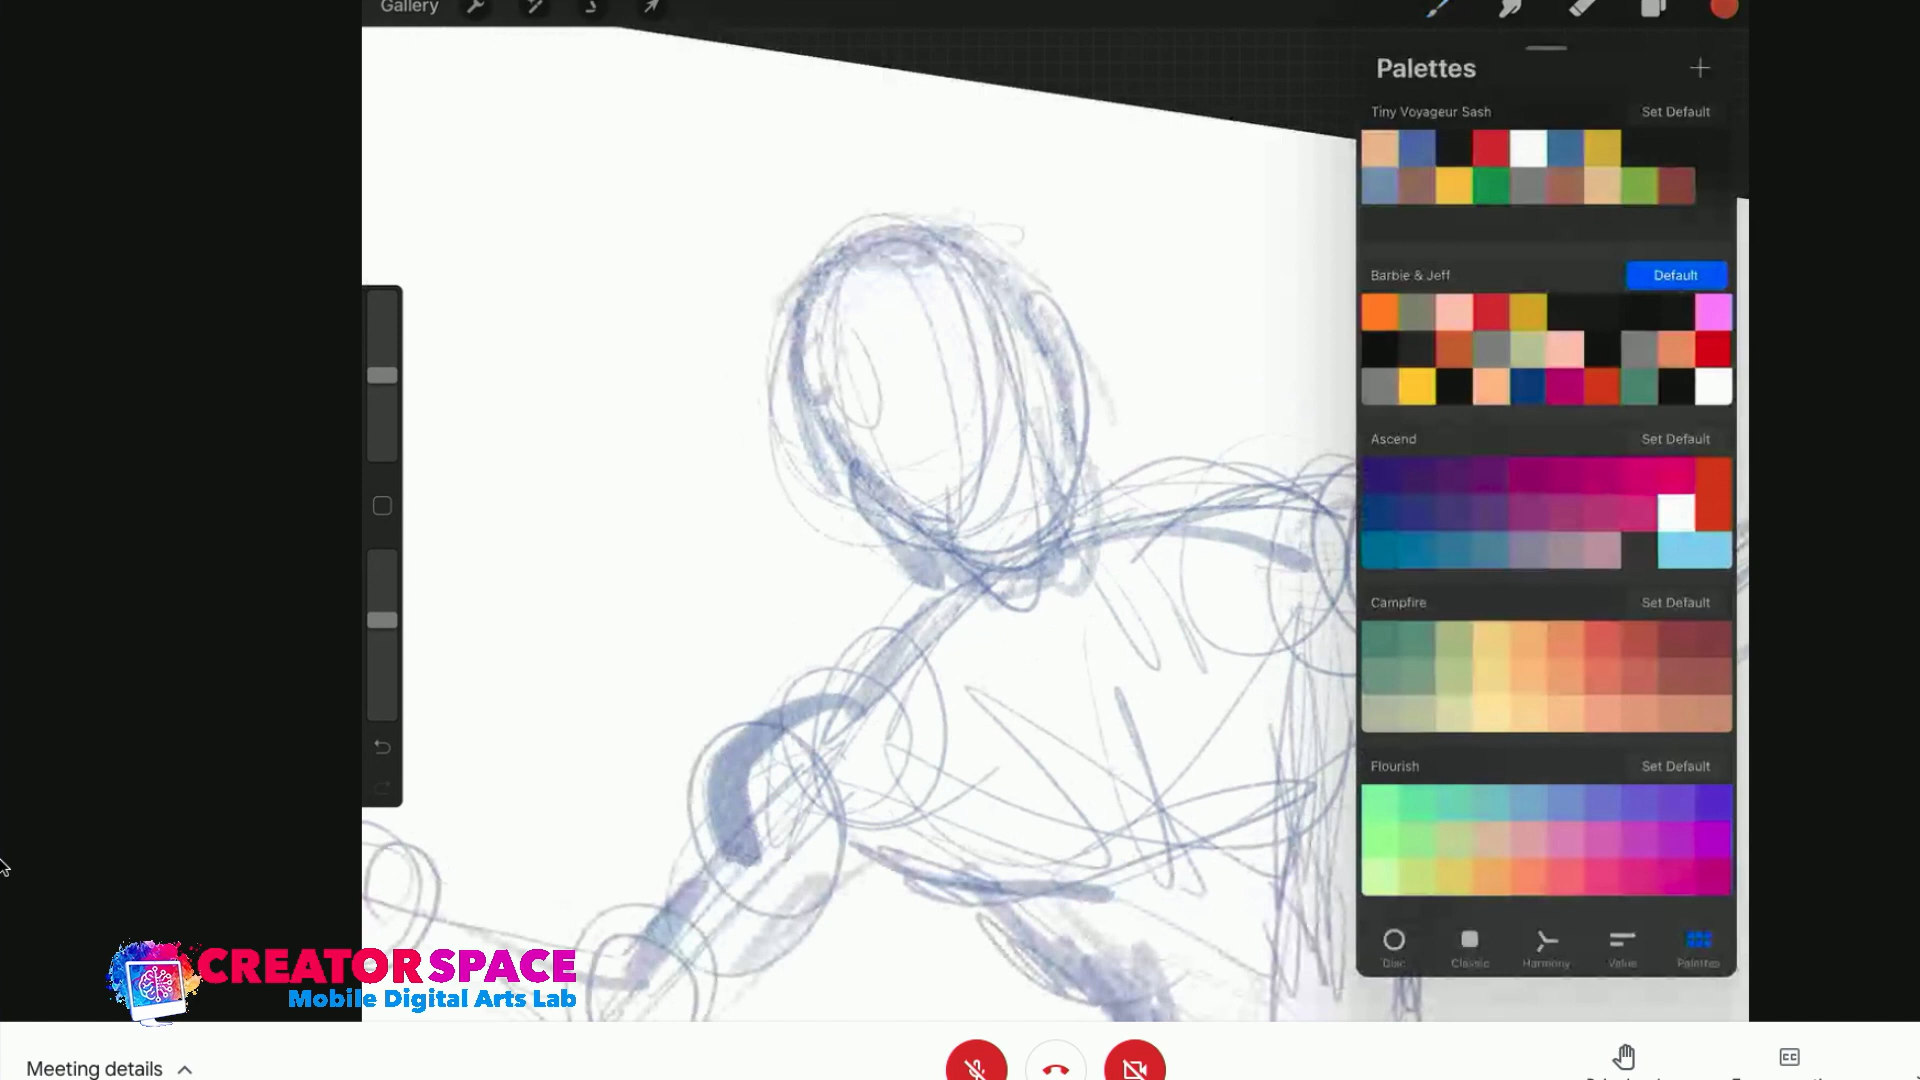 Gallery
Palettes
Tiny Voyageur Sash Set Default
Barbie & Jeff Default
Ascend Set Default
Campfire Set Default
Flourish Set Default
Disc Classic Harmony Value Palettes
CREATORSPACE
Mobile Digital Arts Lab
Meeting details
CC